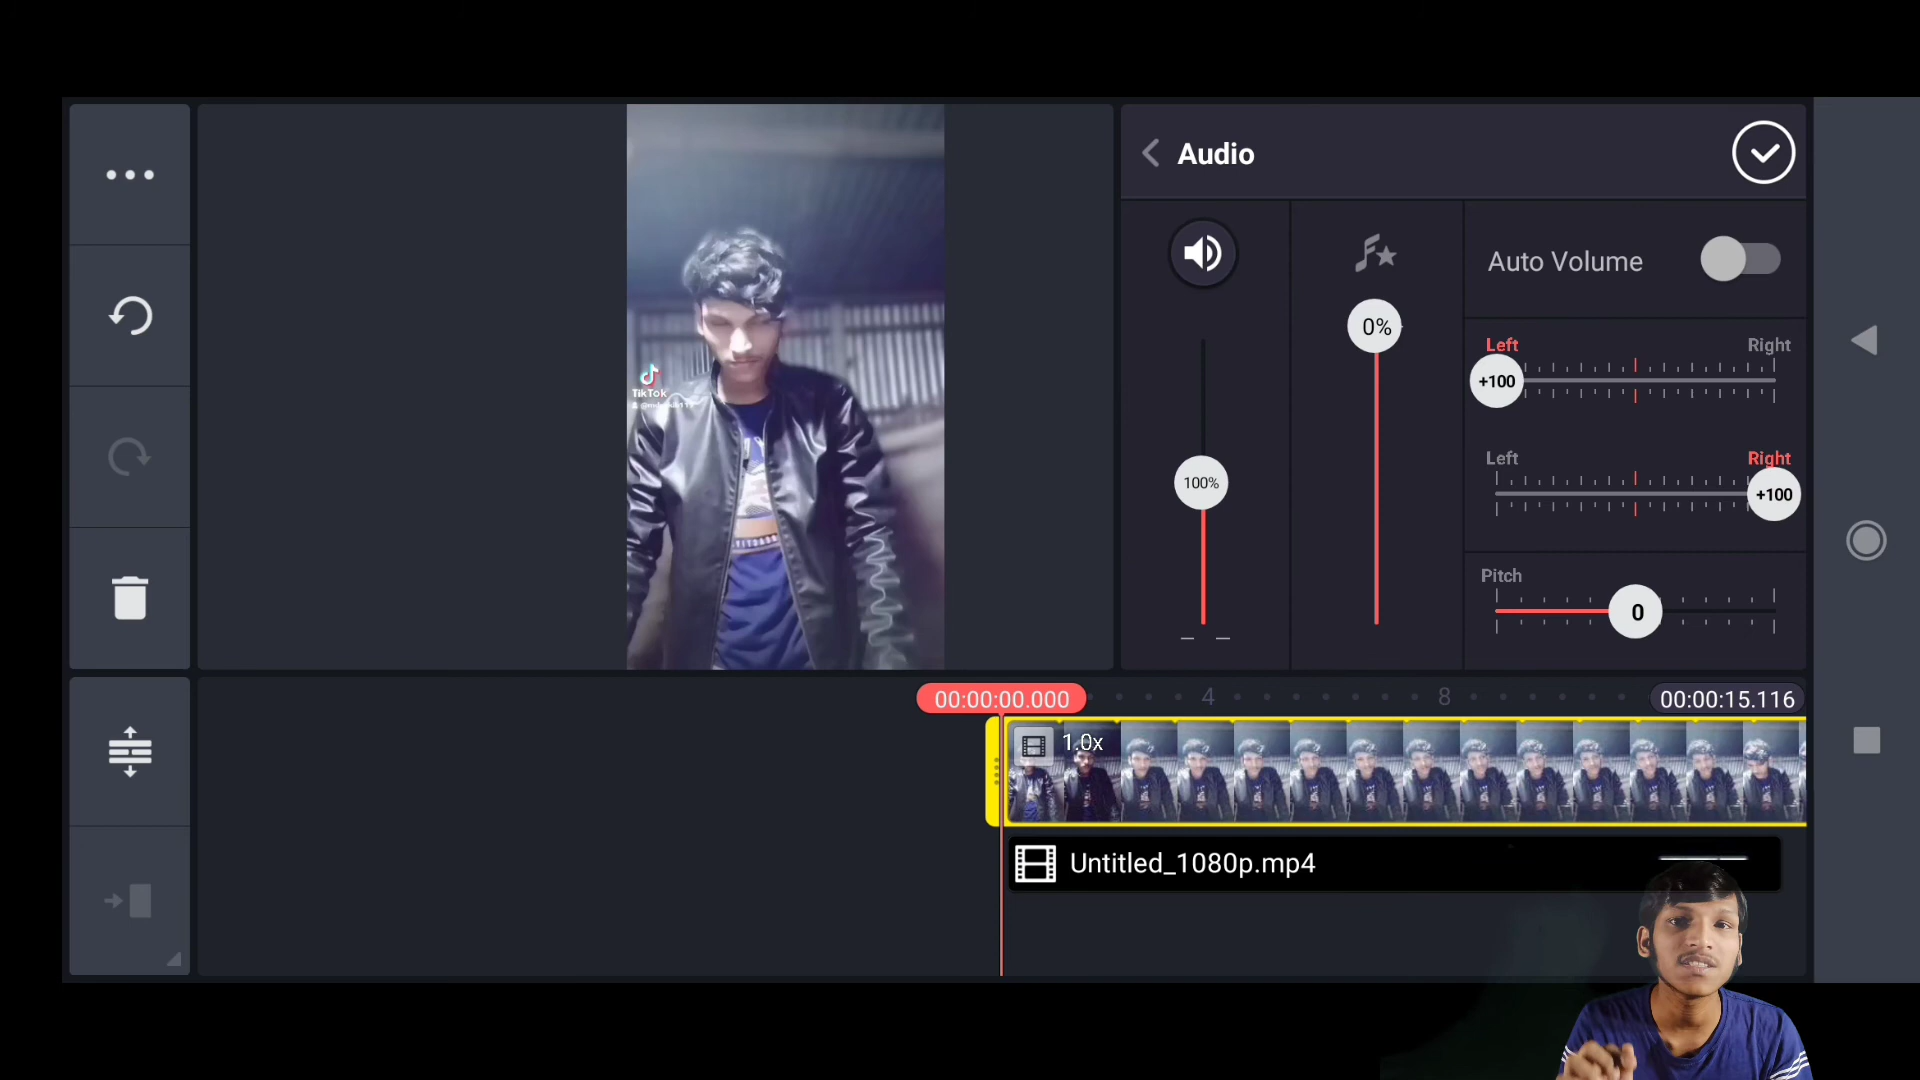 Audio
Auto Volume
0%
100%
Left
Right
+100
Left
Right
+100
Pitch
0
TikTok
00:00:00.000
4
8
00:00:15.116
1.0x
Untitled_1080p.mp4